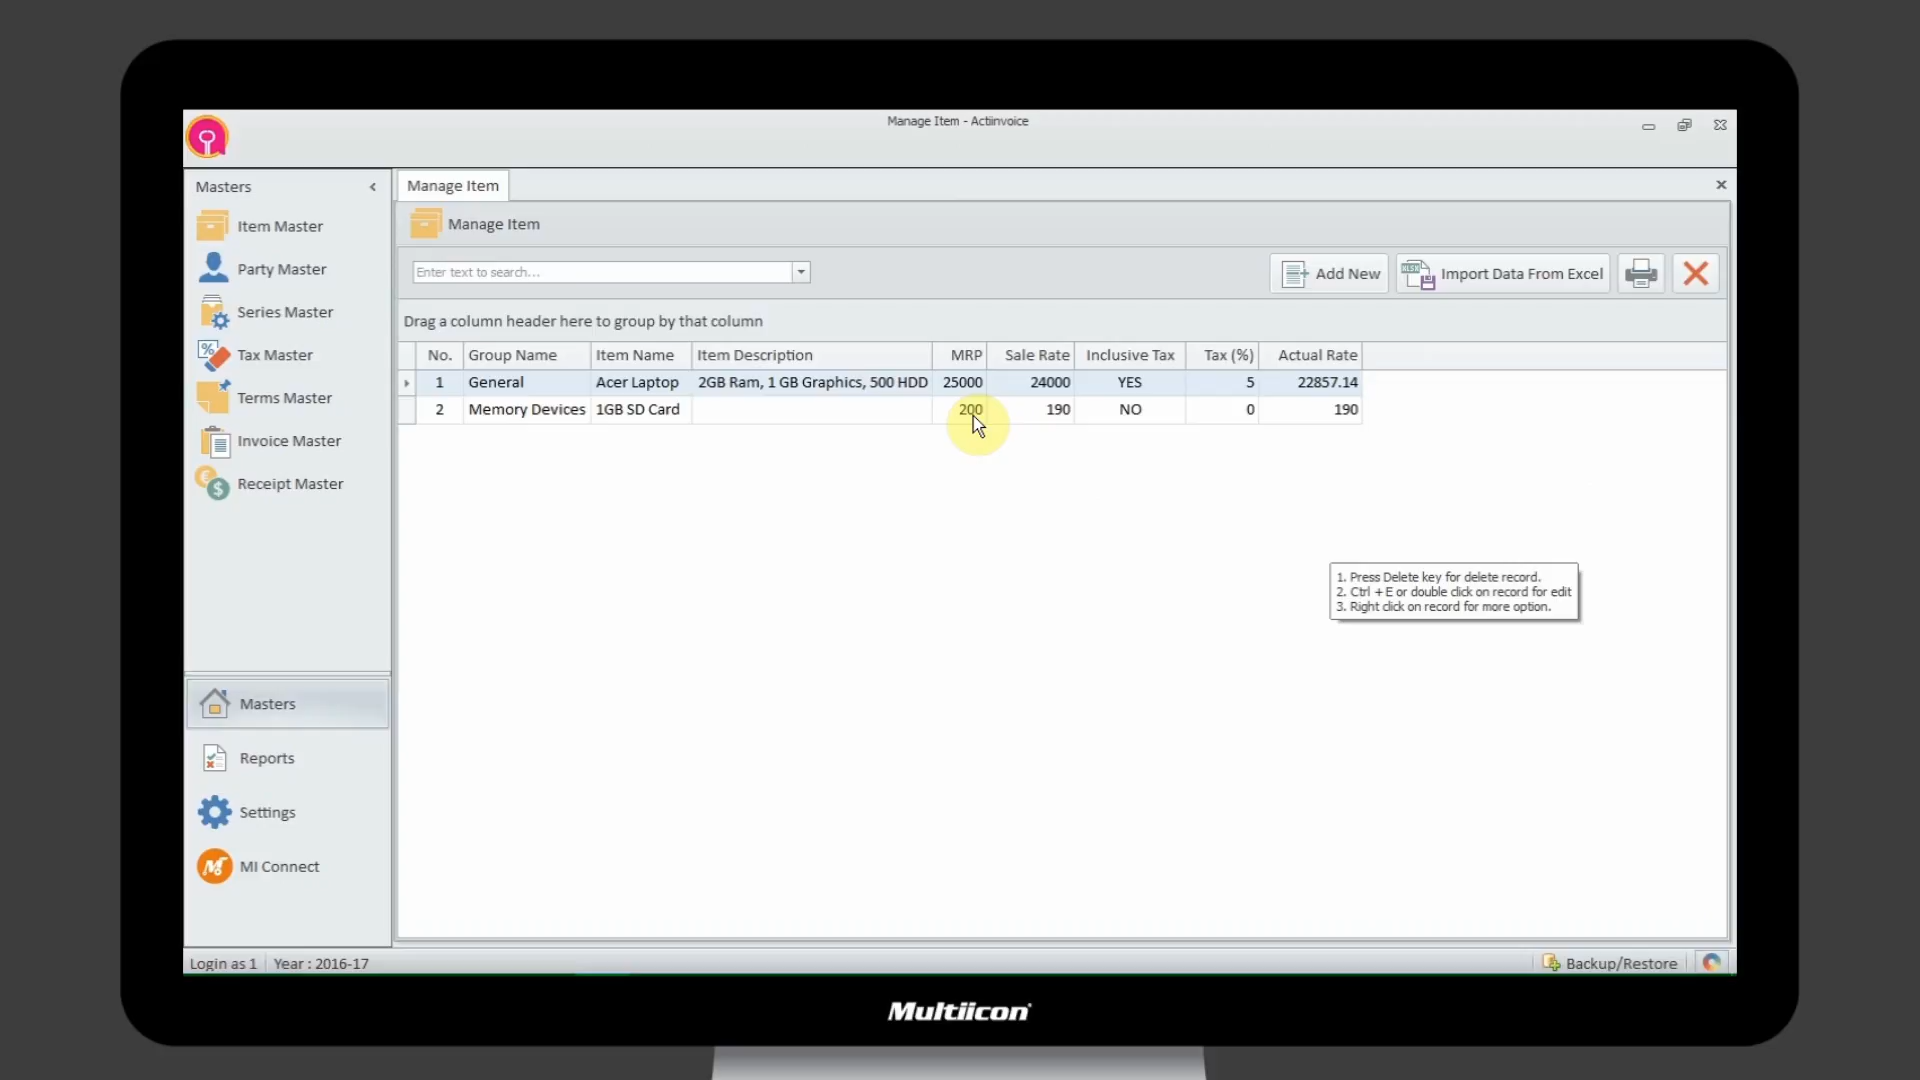 Manage Item - Actiinvoice
Masters
Item Master
Party Master
Series Master
Tax Master
Terms Master
Invoice Master
Receipt Master
Masters
Reports
Settings
MI Connect
Manage Item
Manage Item
Enter text to search...
Add New
Import Data From Excel
Drag a column header here to group by that column
No. Group Name Item Name Item Description MRP Sale Rate Inclusive Tax Tax (%) Actual Rate
1 General Acer Laptop 2GB Ram, 1 GB Graphics, 500 HDD 25000 24000 YES 5 22857.14
2 Memory Devices 1GB SD Card 200 190 NO 0 190
1. Press Delete key for delete record.
2. Ctrl + E or double click on record for edit
3. Right click on record for more option.
Login as 1 Year : 2016-17 Backup/Restore
Multiicon